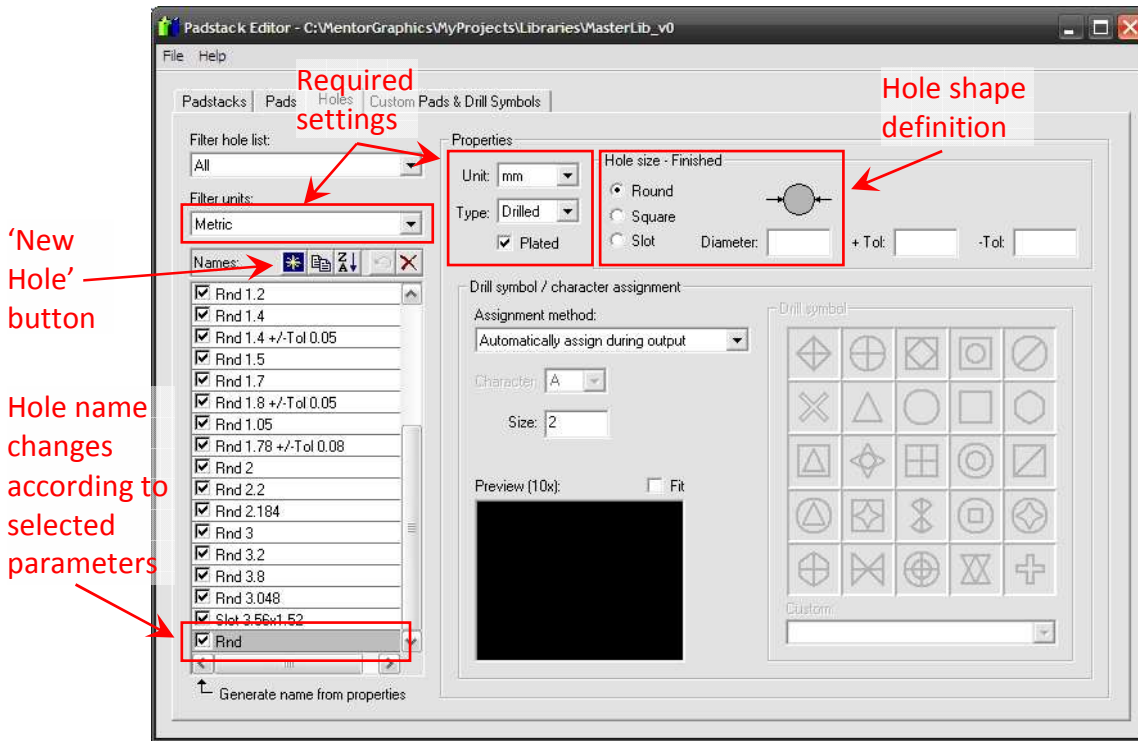 Padstack Editor - C:\MentorGraphics\MyProjects\Libraries\MasterLib_v0
File Help
Required
settings
Hole shape
definition
Padstacks Pads Holes Custom Pads & Drill Symbols
Filter hole list:
All
Filter units:
Metric
Names:
'New
Hole'
button
Properties
Unit: mm
Type: Drilled
Plated
Hole size - Finished
Round
Square
Slot
Diameter:
+ Tol:
-Tol:
Rnd 1.2
Rnd 1.4
Rnd 1.4 +/-Tol 0.05
Rnd 1.5
Rnd 1.7
Rnd 1.8 +/-Tol 0.05
Rnd 1.05
Rnd 1.78 +/-Tol 0.08
Rnd 2
Rnd 2.2
Rnd 2.184
Rnd 3
Rnd 3.2
Rnd 3.8
Rnd 3.048
Slot 3.56x1.52
Rnd
Generate name from properties
Hole name
changes
according to
selected
parameters
Drill symbol / character assignment
Assignment method:
Automatically assign during output
Character: A
Size: 2
Preview (10x):
Fit
Drill symbol
Custom: